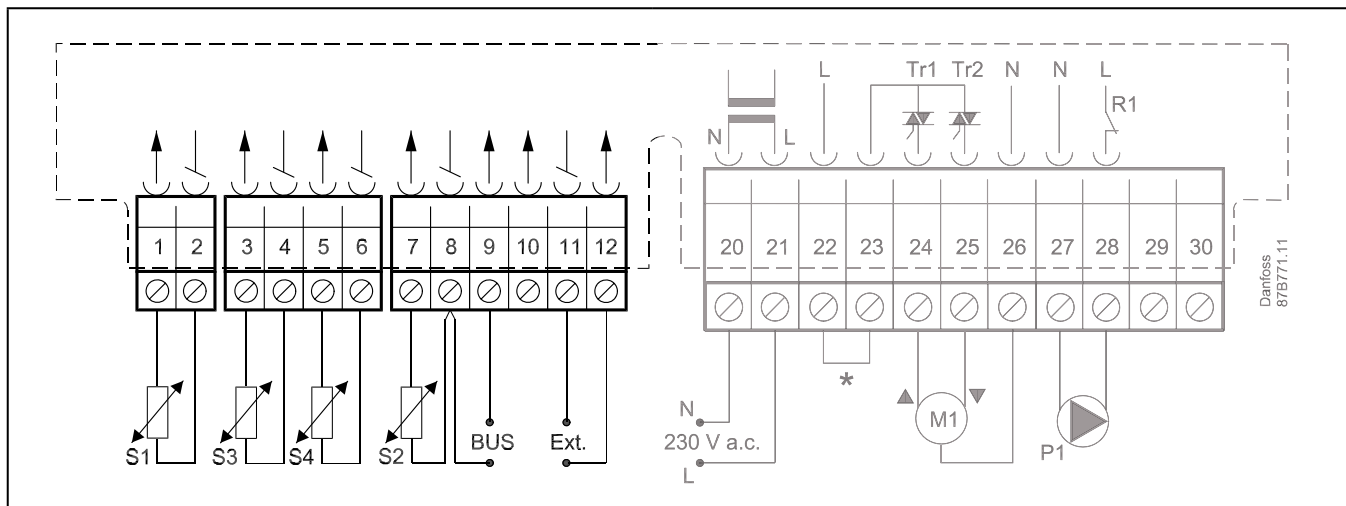 L Tr1 Tr2 N N L
R1
N L
1 2 3 4 5 6 7 8 9 10 11 12 20 21 22 23 24 25 26 27 28 29 30
Danfoss
87B771.11
*
N
M1
BUS Ext. 230 V a.c.
S1 S3 S4 S2 P1
L